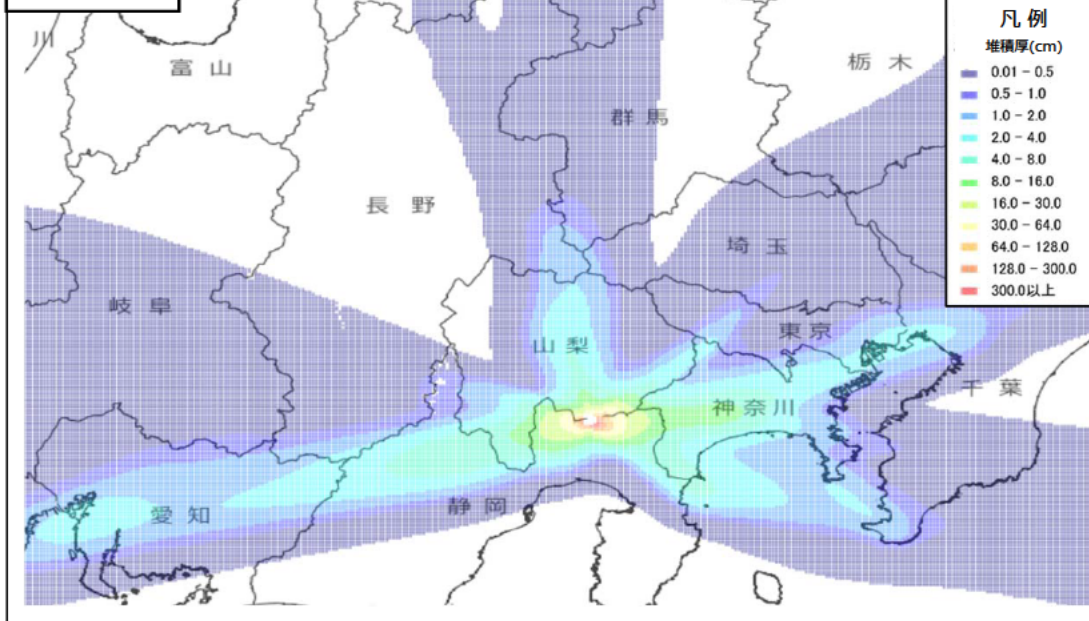 凡例
堆積厚(cm)
0.01 - 0.5
0.5 - 1.0
1.0 - 2.0
2.0 - 4.0
4.0 - 8.0
8.0 - 16.0
16.0 - 30.0
30.0 - 64.0
64.0 - 128.0
128.0 - 300.0
300.0以上
川
富山
栃木
群馬
長野
埼玉
岐阜
東京
山梨
千葉
神奈川
静岡
愛知